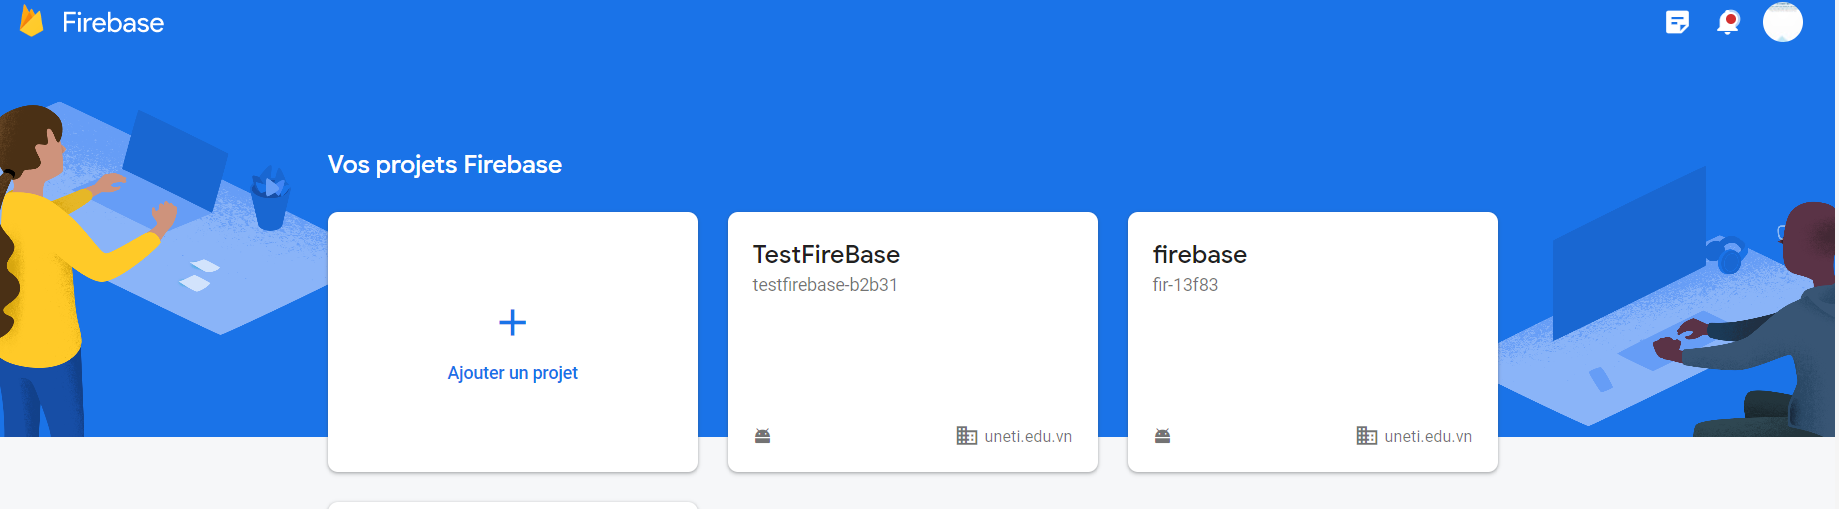 Firebase
Vos projets Firebase
Ajouter un projet
TestFireBase
testfirebase-b2b31
uneti.edu.vn
firebase
fir-13f83
uneti.edu.vn